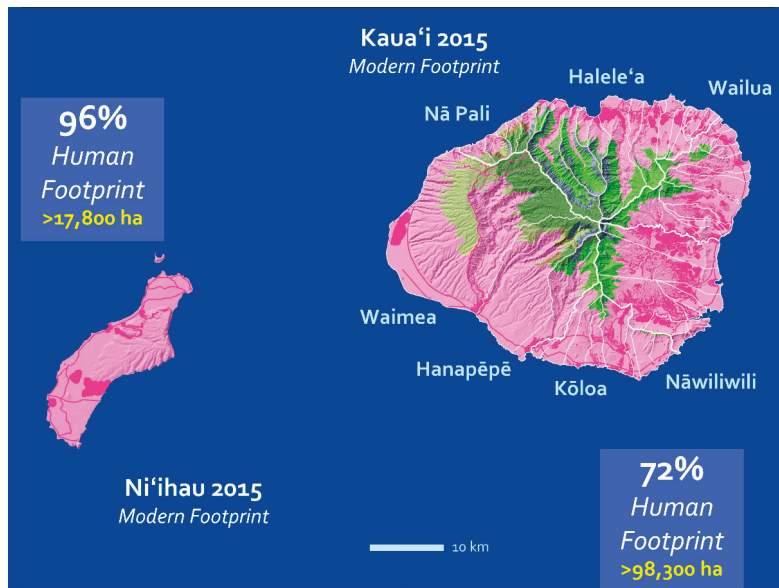 Kauaʻi 2015
Modern Footprint
Haleleʻa
Wailua
Nā Pali
96%
Human
Footprint
>17,800 ha
Waimea
Hanapēpē
Kōloa
Nāwiliwili
Niʻihau 2015
Modern Footprint
10 km
72%
Human
Footprint
>98,300 ha